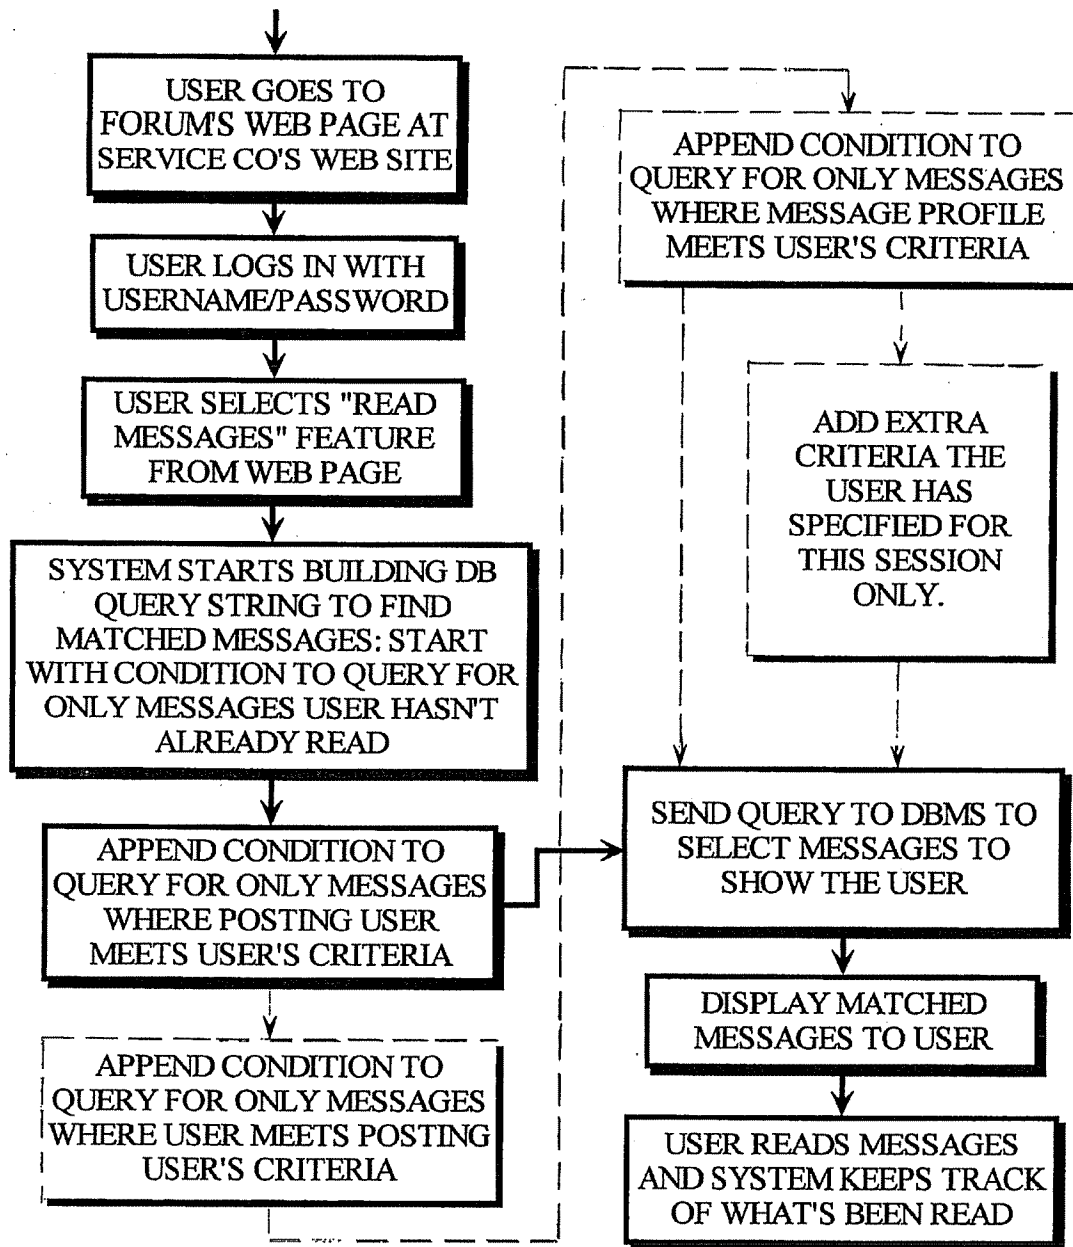 USER GOES TO
FORUM'S WEB PAGE AT
SERVICE CO'S WEB SITE
USER LOGS IN WITH
USERNAME/PASSWORD
USER SELECTS "READ
MESSAGES" FEATURE
FROM WEB PAGE
SYSTEM STARTS BUILDING DB
QUERY STRING TO FIND
MATCHED MESSAGES: START
WITH CONDITION TO QUERY FOR
ONLY MESSAGES USER HASN'T
ALREADY READ
APPEND CONDITION TO
QUERY FOR ONLY MESSAGES
WHERE POSTING USER
MEETS USER'S CRITERIA
APPEND CONDITION TO
QUERY FOR ONLY MESSAGES
WHERE USER MEETS POSTING
USER'S CRITERIA
APPEND CONDITION TO
QUERY FOR ONLY MESSAGES
WHERE MESSAGE PROFILE
MEETS USER'S CRITERIA
ADD EXTRA
CRITERIA THE
USER HAS
SPECIFIED FOR
THIS SESSION
ONLY.
SEND QUERY TO DBMS TO
SELECT MESSAGES TO
SHOW THE USER
DISPLAY MATCHED
MESSAGES TO USER
USER READS MESSAGES
AND SYSTEM KEEPS TRACK
OF WHAT'S BEEN READ